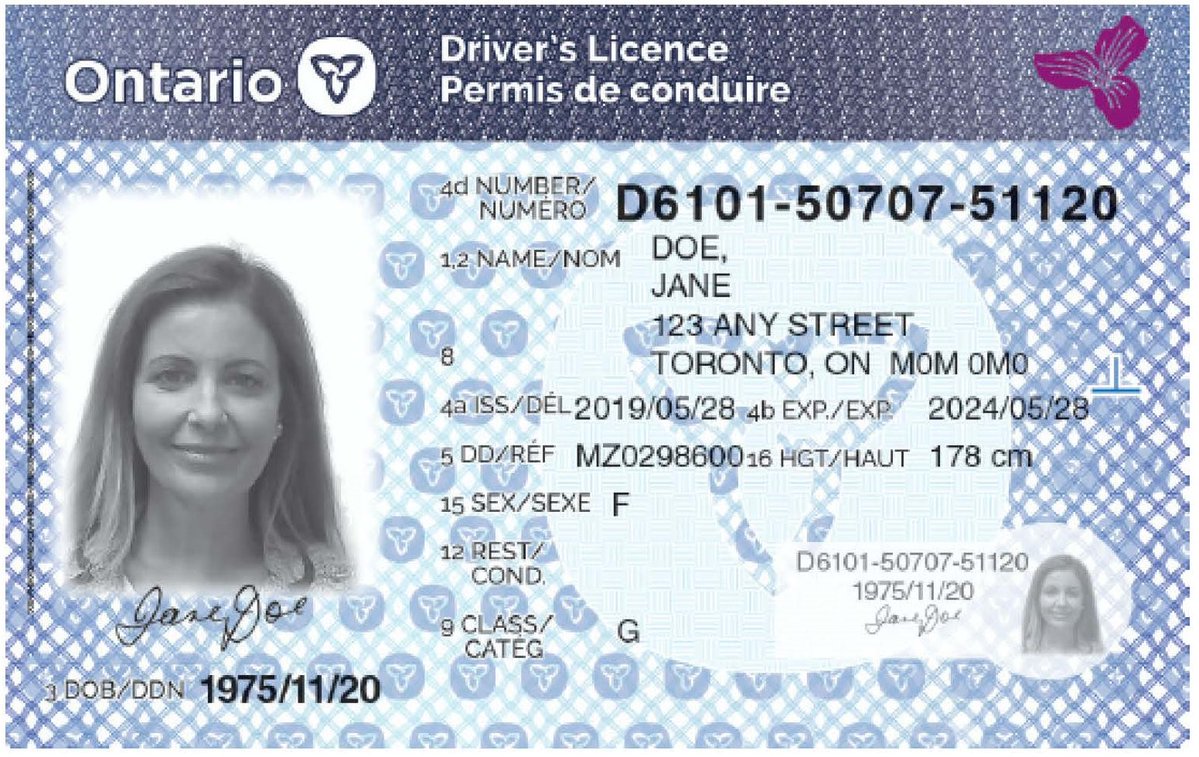 Ontario
Driver's Licence
Permis de conduire
4d NUMBER/
NUMÉRO
D6101-50707-51120
1,2 NAME/NOM
DOE,
JANE
123 ANY STREET
8
TORONTO, ON M0M 0M0
4a ISS/DÉL 2019/05/28 4b EXP./EXP. 2024/05/28
5 DD/RÉF MZ0298600 16 HGT/HAUT 178 cm
15 SEX/SEXE F
12 REST/
COND.
9 CLASS/
CATÉG
G
Jane Doe
3 DOB/DDN 1975/11/20
D6101-50707-51120
1975/11/20
Jane Doe